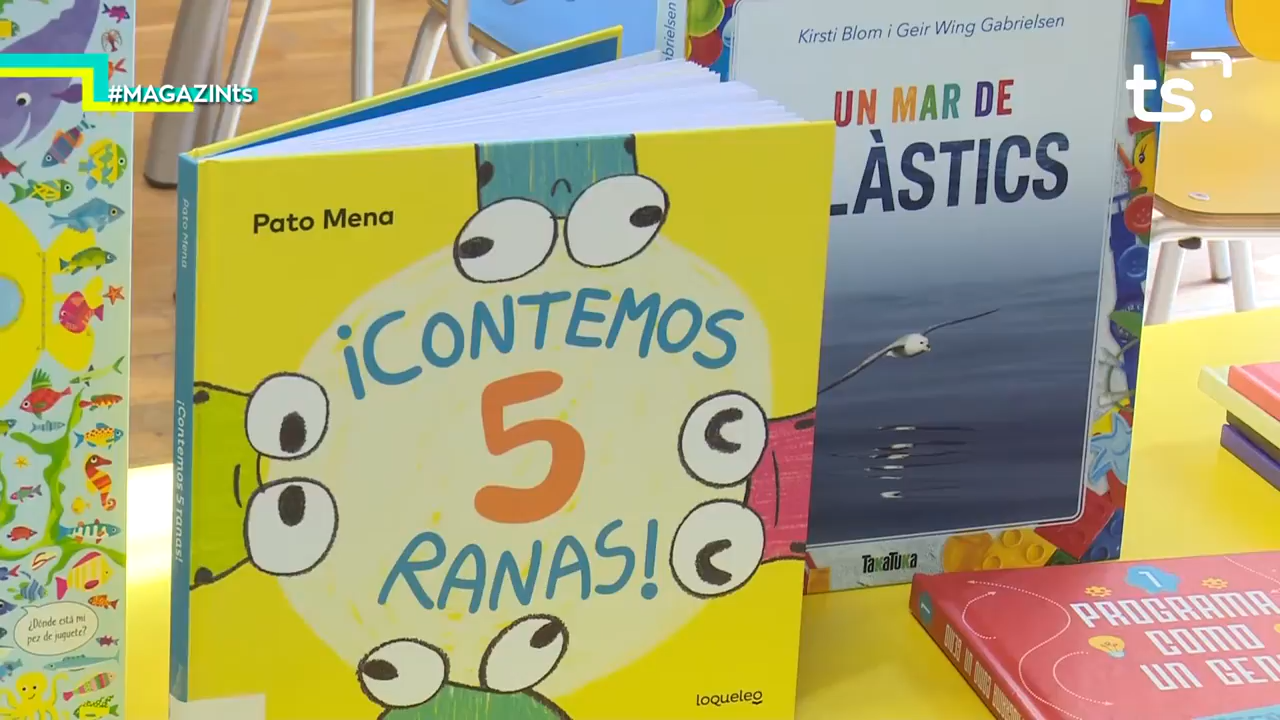 #MAGAZINts
ts.
Kirsti Blom i Geir Wing Gabrielsen
UN MAR DE
LÀSTICS
TAKATUKA
Pato Mena
¡CONTEMOS
5
RANAS!
loqueleo
Pato Mena
¡Contemos 5 ranas!
¿Dónde está mi
pez de juguete?
1
PROGRAMA
COMO
UN GEN